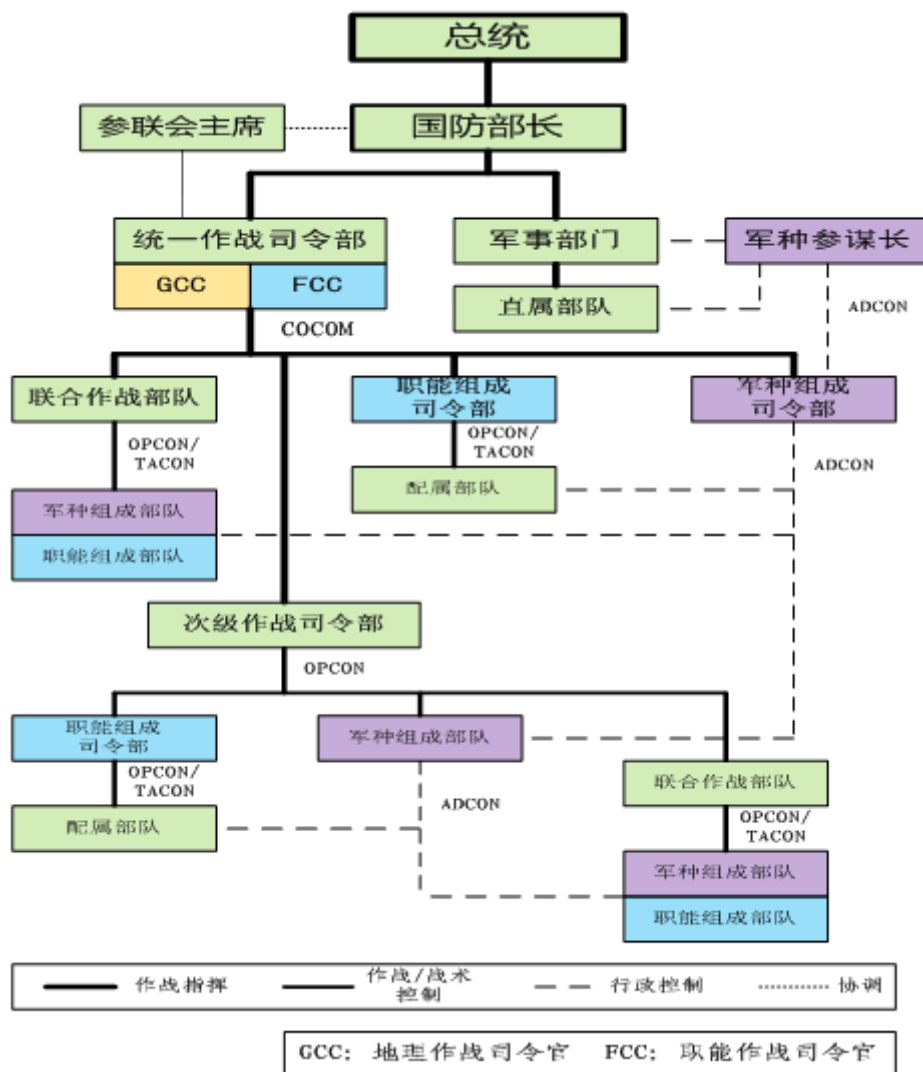 总统
参联会主席
国防部长
统一作战司令部
军事部门
军种参谋长
GCC
FCC
直属部队
ADCON
COCOM
联合作战部队
职能组成
司令部
军种组成
司令部
OPCON/
TACON
OPCON/
TACON
ADCON
军种组成部队
配属部队
职能组成部队
次级作战司令部
OPCON
职能组成
司令部
军种组成部队
OPCON/
TACON
联合作战部队
ADCON
配属部队
OPCON/
TACON
军种组成部队
职能组成部队
作战指挥
作战/战术
控制
行政控制
协调
GCC: 地理作战司令官 FCC: 职能作战司令官